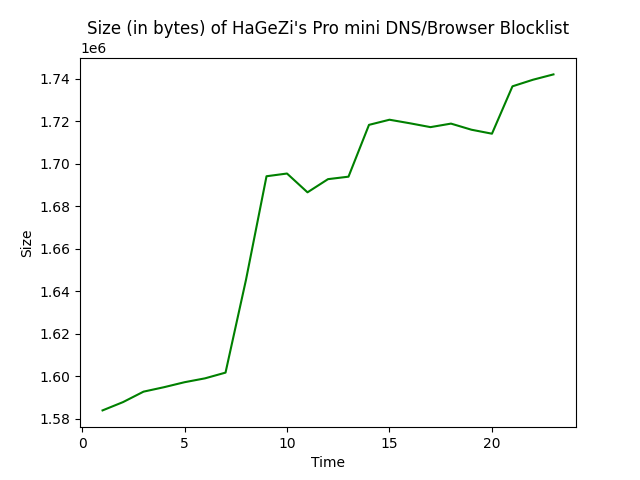 Size (in bytes) of HaGeZi's Pro mini DNS/Browser Blocklist
1e6
1.74
1.72
1.70
1.68
1.66
1.64
1.62
1.60
1.58
Size
0 5 10 15 20
Time